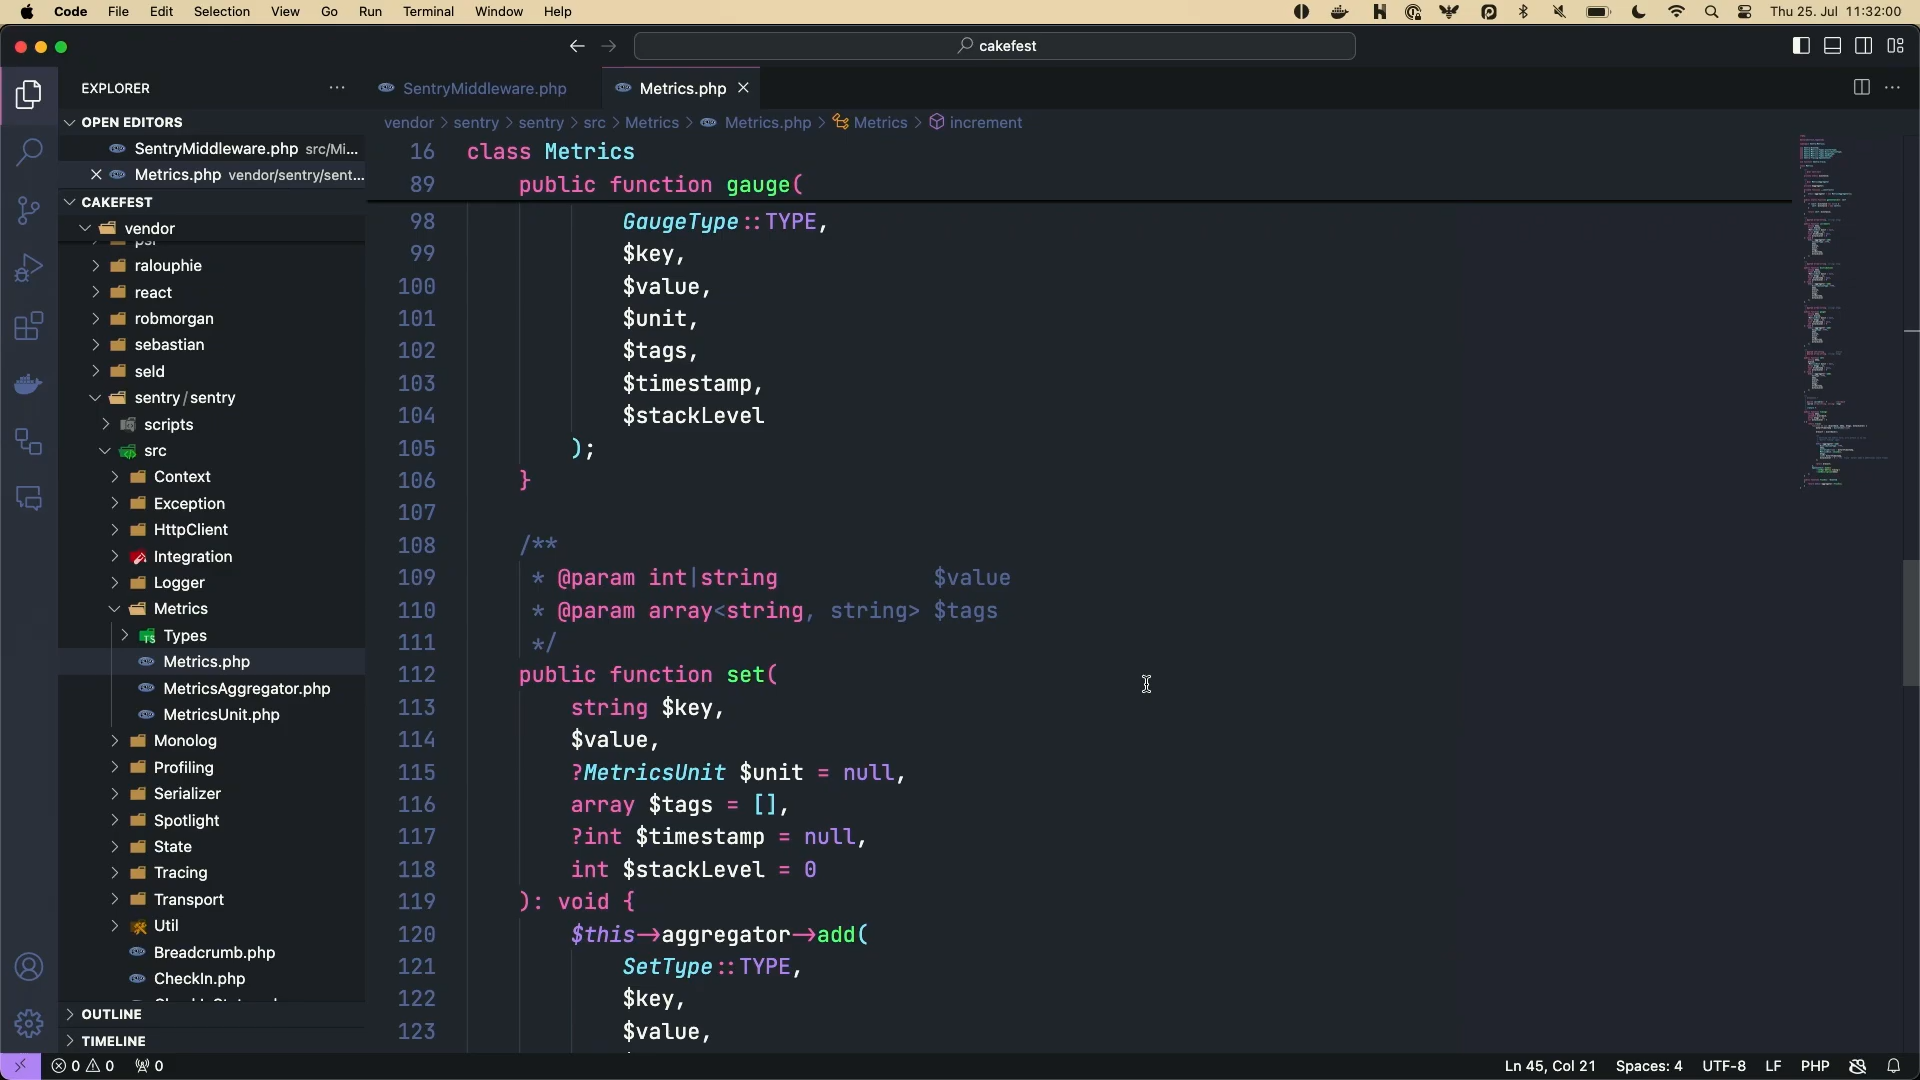 Code File Edit Selection View Go Run Terminal Window Help Thu 25. Jul 11:32:00
cakefest
EXPLORER
SentryMiddleware.php
Metrics.php
OPEN EDITORS
SentryMiddleware.php src/Mi...
Metrics.php vendor/sentry/sent...
CAKEFEST
vendor
psr
ralouphie
react
robmorgan
sebastian
seld
sentry/sentry
scripts
src
Context
Exception
HttpClient
Integration
Logger
Metrics
Types
Metrics.php
MetricsAggregator.php
MetricsUnit.php
Monolog
Profiling
Serializer
Spotlight
State
Tracing
Transport
Util
Breadcrumb.php
CheckIn.php
OUTLINE
TIMELINE
vendor > sentry > sentry > src > Metrics > Metrics.php > Metrics > increment
16 class Metrics
89 public function gauge(
98 GaugeType::TYPE,
99 $key,
100 $value,
101 $unit,
102 $tags,
103 $timestamp,
104 $stackLevel
105 );
106 }
107
108 /**
109 * @param int|string $value
110 * @param array<string, string> $tags
111 */
112 public function set(
113 string $key,
114 $value,
115 ?MetricsUnit $unit = null,
116 array $tags = [],
117 ?int $timestamp = null,
118 int $stackLevel = 0
119 ): void {
120 $this->aggregator->add(
121 SetType::TYPE,
122 $key,
123 $value,
0 0 0
Ln 45, Col 21 Spaces: 4 UTF-8 LF PHP